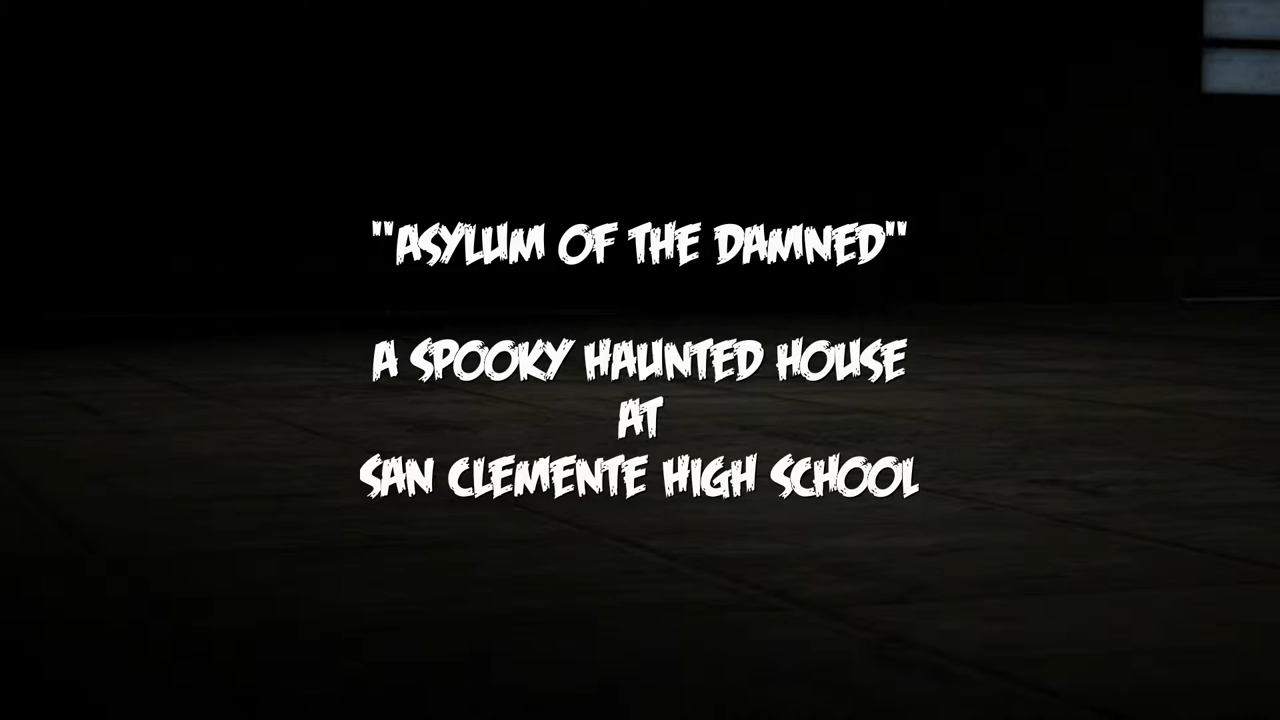 "ASYLUM OF THE DAMNED"
A SPOOKY HAUNTED HOUSE
AT
SAN CLEMENTE HIGH SCHOOL